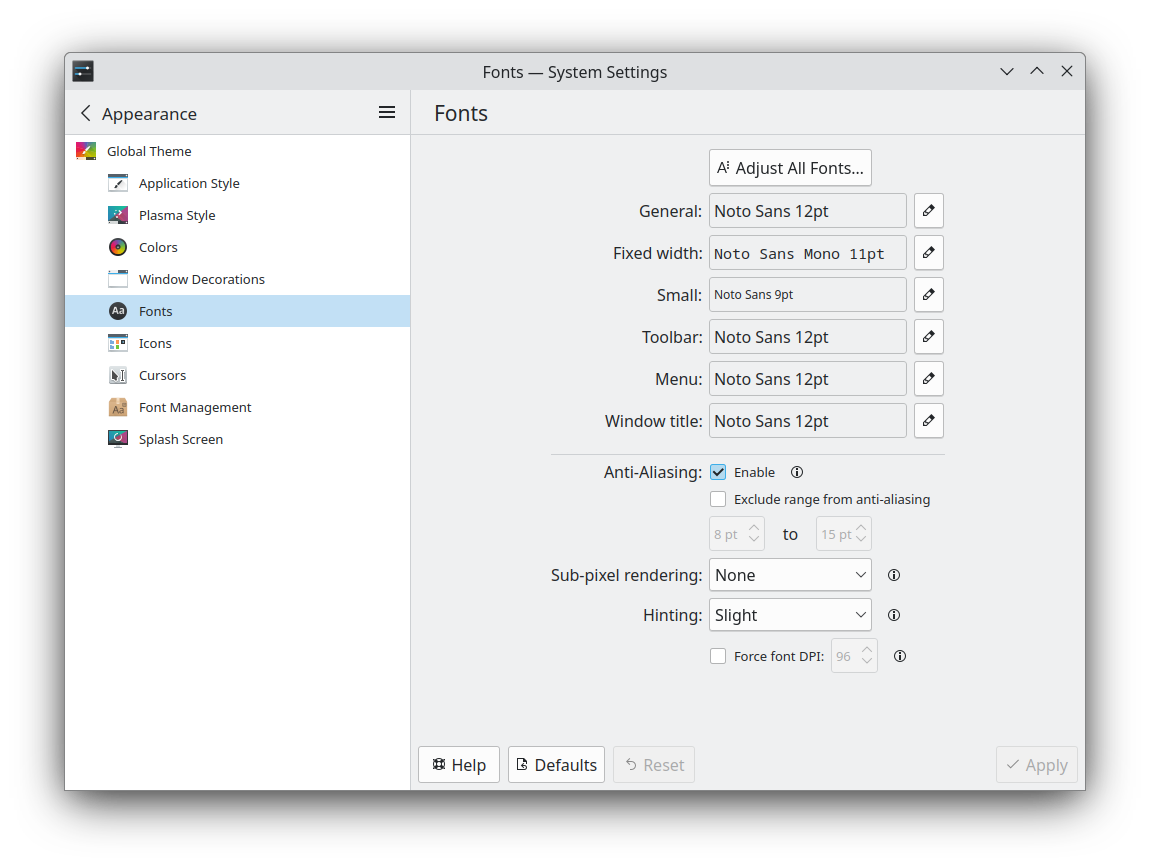 Fonts — System Settings
Appearance
Fonts
Global Theme
Application Style
Plasma Style
Colors
Window Decorations
Aa Fonts
Icons
Cursors
Aa Font Management
Splash Screen
Adjust All Fonts...
General: Noto Sans 12pt
Fixed width: Noto Sans Mono 11pt
Small: Noto Sans 9pt
Toolbar: Noto Sans 12pt
Menu: Noto Sans 12pt
Window title: Noto Sans 12pt
Anti-Aliasing: Enable
Exclude range from anti-aliasing
8 pt to 15 pt
Sub-pixel rendering: None
Hinting: Slight
Force font DPI: 96
Help Defaults Reset Apply